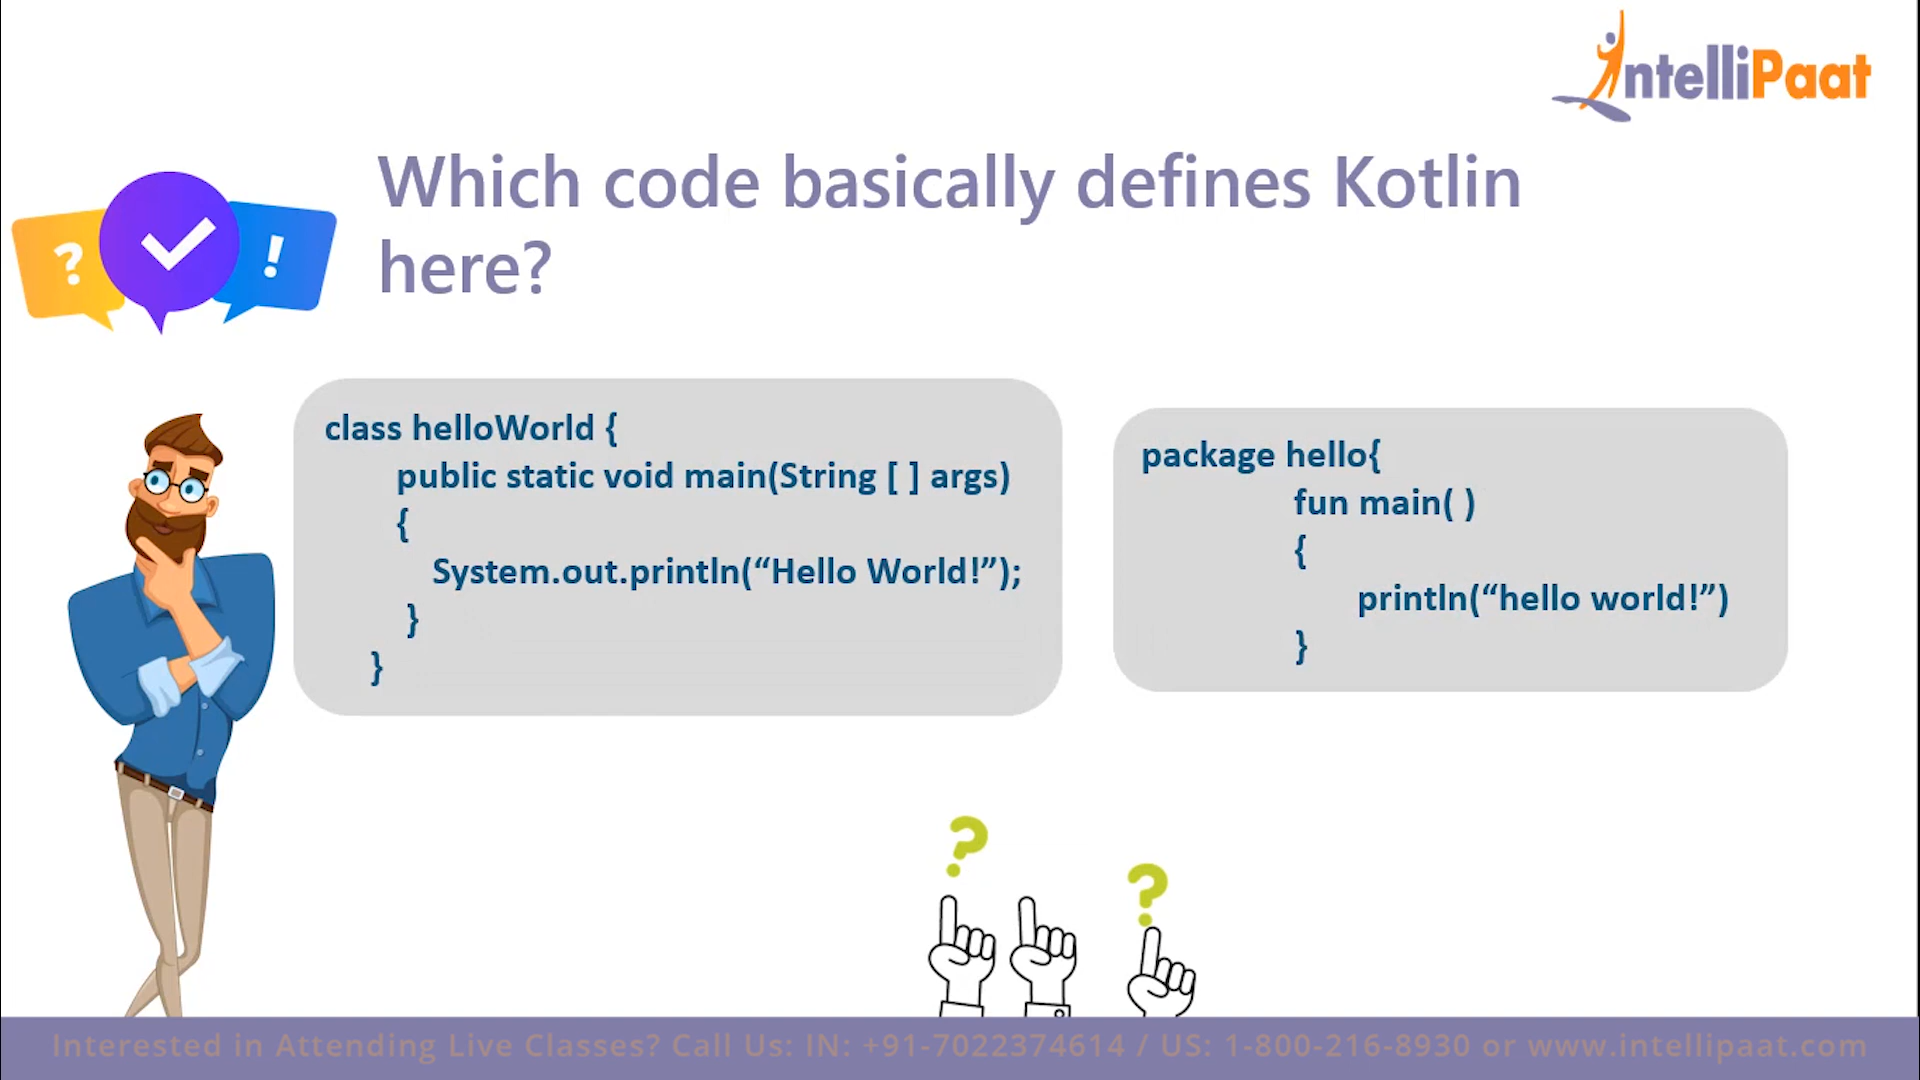 IntelliPaat
Which code basically defines Kotlin
here?
? !
class helloWorld {
public static void main(String [ ] args)
{
System.out.println(“Hello World!”);
}
}
package hello{
fun main( )
{
println(“hello world!”)
}
? ?
Interested in Attending Live Classes? Call Us: IN: +91-7022374614 / US: 1-800-216-8930 or www.intellipaat.com